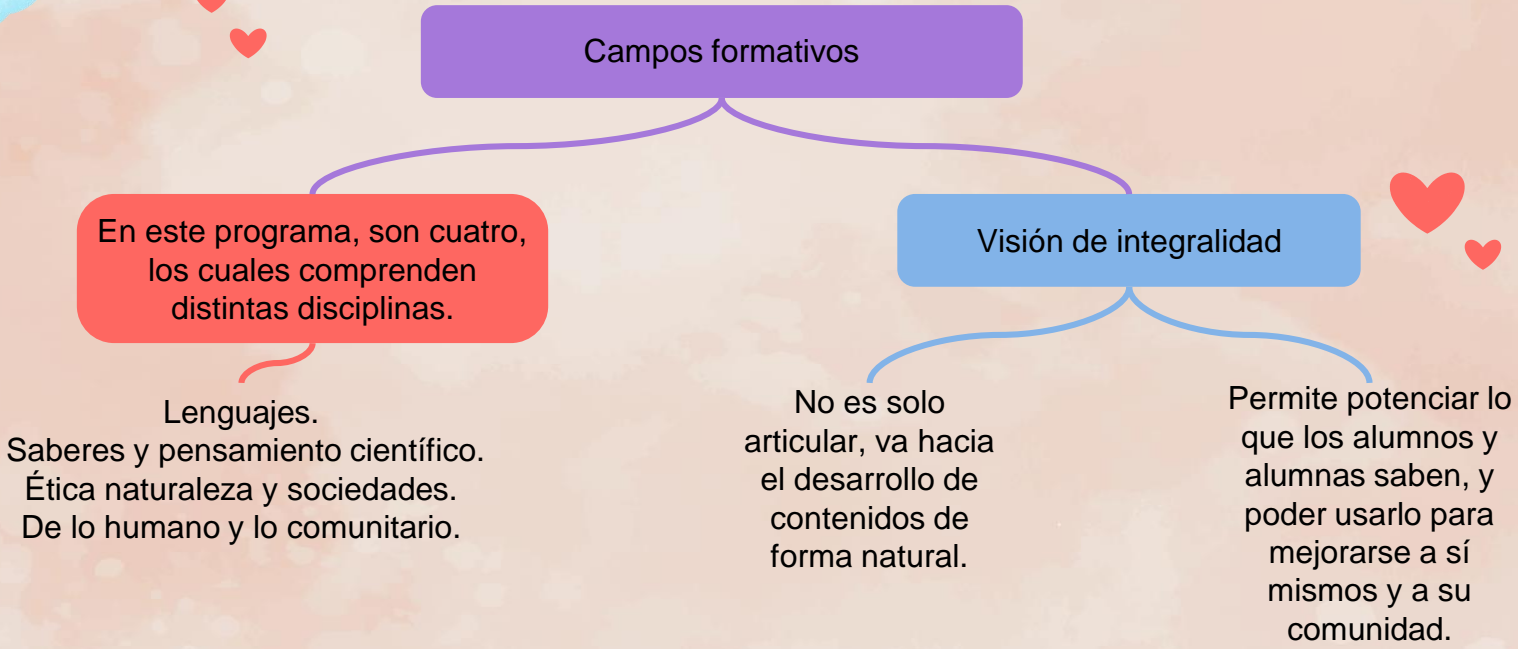 Campos formativos
En este programa, son cuatro,
los cuales comprenden
distintas disciplinas.
Visión de integralidad
Lenguajes.
Saberes y pensamiento científico.
Ética naturaleza y sociedades.
De lo humano y lo comunitario.
No es solo
articular, va hacia
el desarrollo de
contenidos de
forma natural.
Permite potenciar lo
que los alumnos y
alumnas saben, y
poder usarlo para
mejorarse a sí
mismos y a su
comunidad.